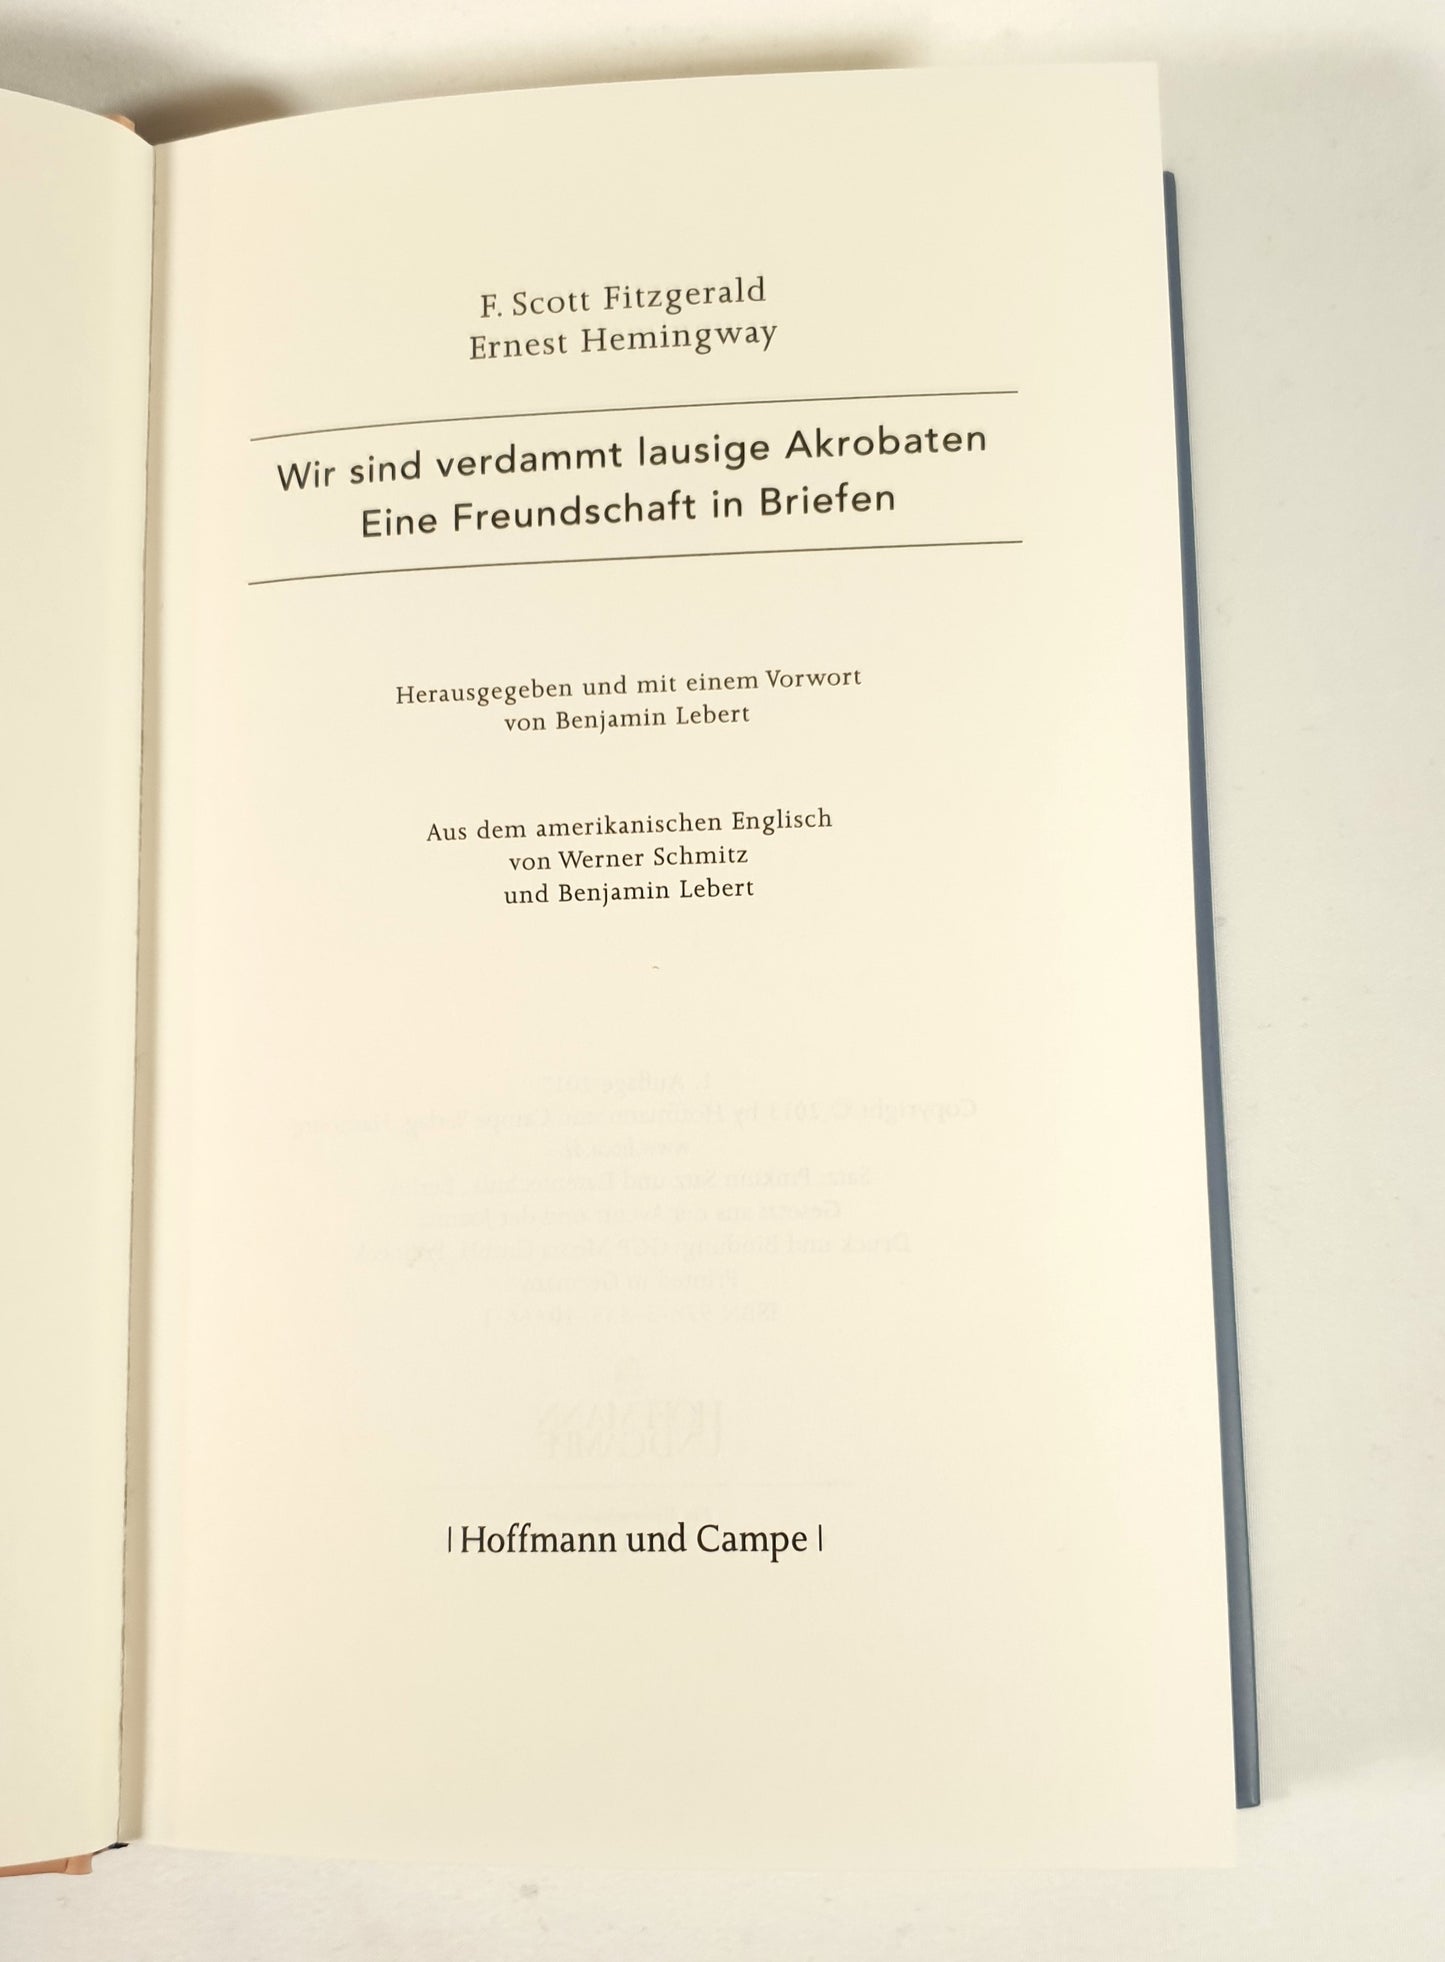 F. Scott Fitzgerald
Ernest Hemingway
Wir sind verdammt lausige Akrobaten
Eine Freundschaft in Briefen
Herausgegeben und mit einem Vorwort
von Benjamin Lebert
Aus dem amerikanischen Englisch
von Werner Schmitz
und Benjamin Lebert
| Hoffmann und Campe |